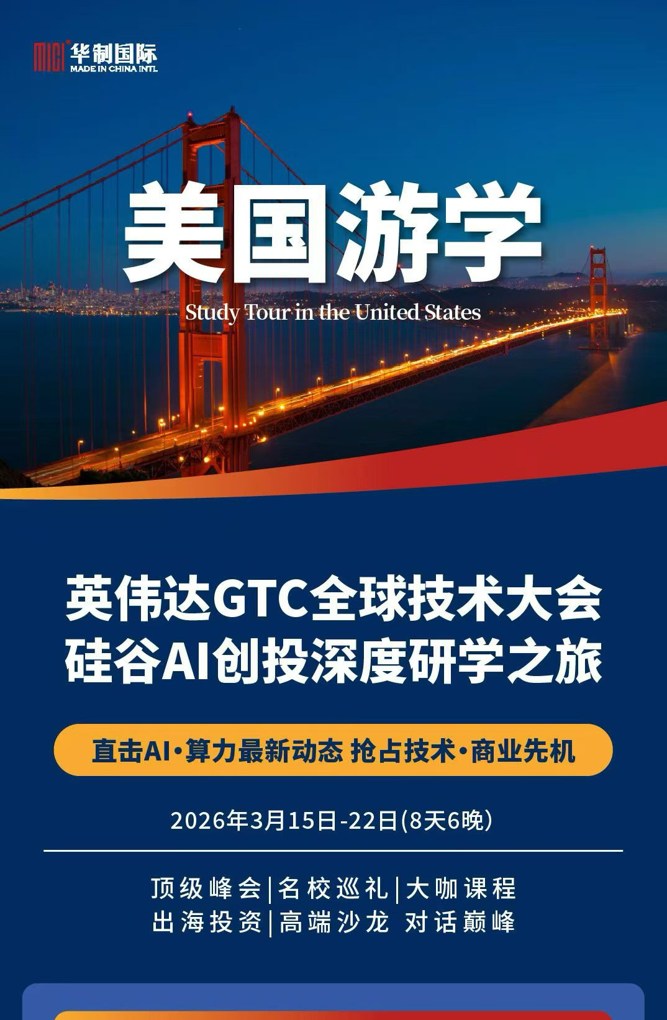 华制国际
MADE IN CHINA INTL
美国游学
Study Tour in the United States
英伟达GTC全球技术大会
硅谷AI创投深度研学之旅
直击AI•算力最新动态 抢占技术•商业先机
2026年3月15日-22日(8天6晚）
顶级峰会|名校巡礼|大咖课程
出海投资|高端沙龙 对话巅峰